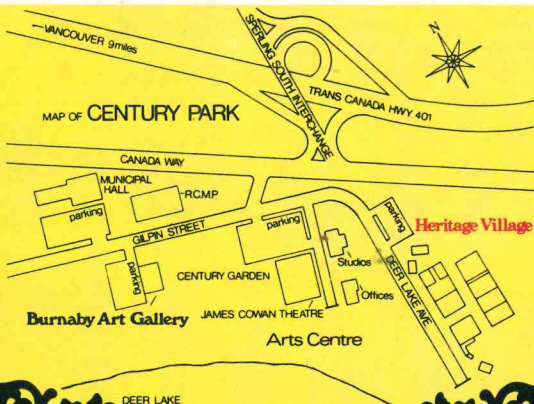 ←VANCOUVER 9miles
SPERLING SOUTH INTERCHANGE
N
TRANS CANADA HWY. 401
MAP OF CENTURY PARK
CANADA WAY
MUNICIPAL
HALL
R.C.M.P.
parking
parking
parking
Heritage Village
GILPIN STREET
parking
Studios
DEER LAKE AVE
CENTURY GARDEN
Offices
Burnaby Art Gallery
JAMES COWAN THEATRE
Arts Centre
DEER LAKE